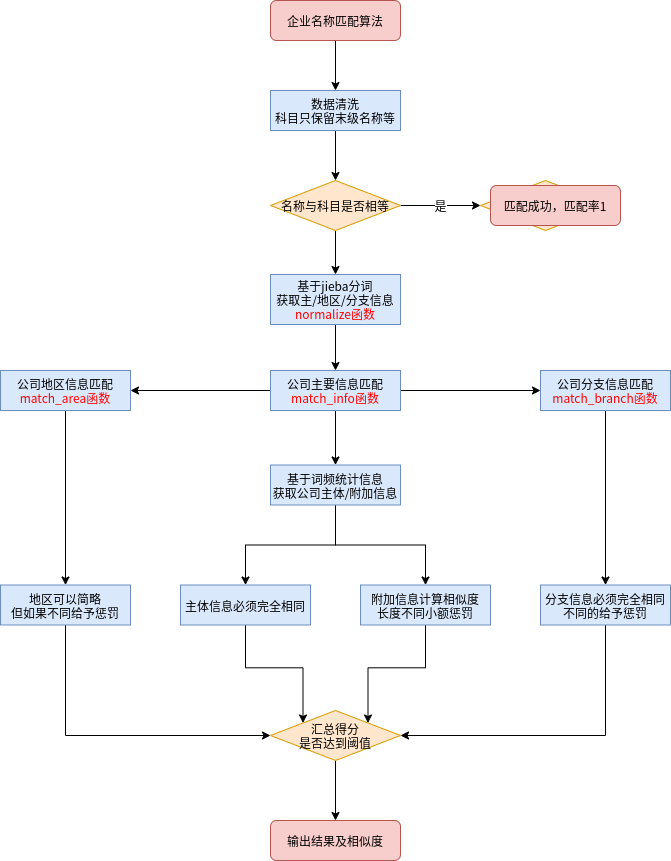 企业名称匹配算法
数据清洗
科目只保留末级名称等
名称与科目是否相等
是
匹配成功，匹配率1
基于jieba分词
获取主/地区/分支信息
normalize函数
公司地区信息匹配
match_area函数
公司主要信息匹配
match_info函数
公司分支信息匹配
match_branch函数
基于词频统计信息
获取公司主体/附加信息
地区可以简略
但如果不同给予惩罚
主体信息必须完全相同
附加信息计算相似度
长度不同小额惩罚
分支信息必须完全相同
不同的给予惩罚
汇总得分
是否达到阈值
输出结果及相似度